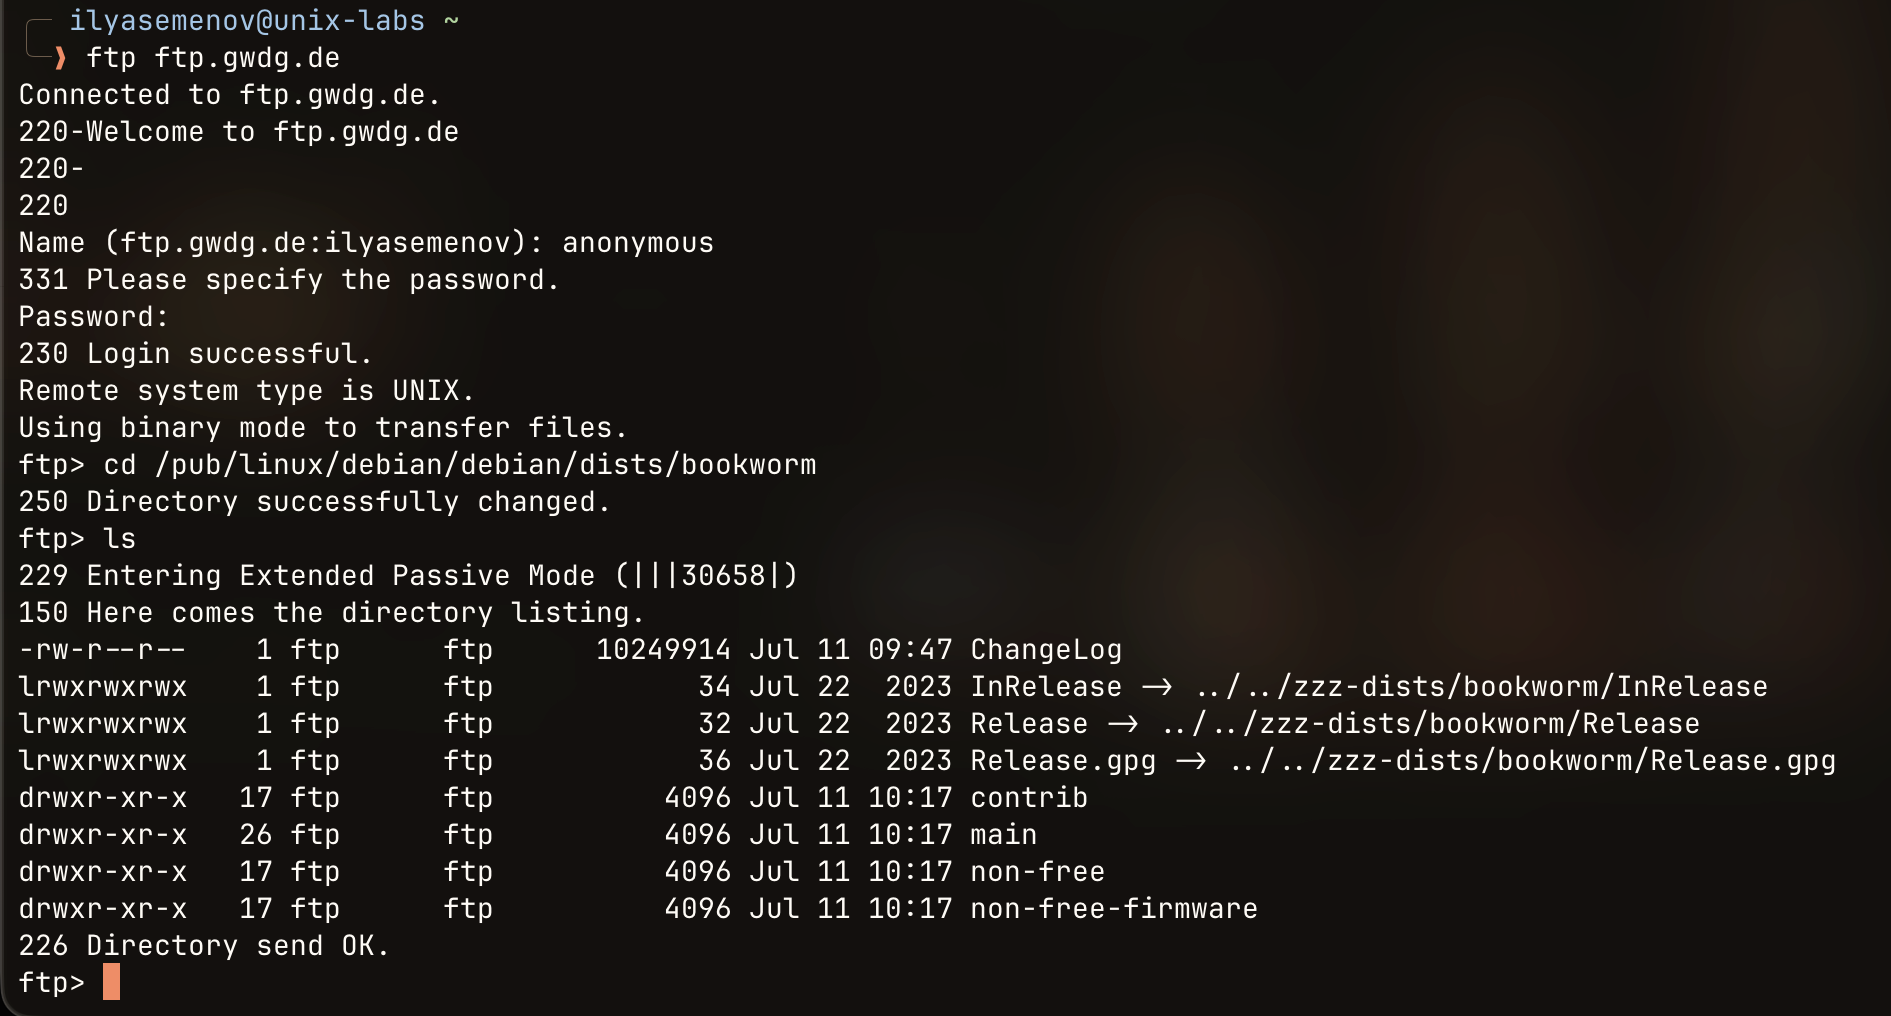 ilyasemenov@unix-labs ~
❯ ftp ftp.gwdg.de
Connected to ftp.gwdg.de.
220-Welcome to ftp.gwdg.de
220-
220
Name (ftp.gwdg.de:ilyasemenov): anonymous
331 Please specify the password.
Password:
230 Login successful.
Remote system type is UNIX.
Using binary mode to transfer files.
ftp> cd /pub/linux/debian/debian/dists/bookworm
250 Directory successfully changed.
ftp> ls
229 Entering Extended Passive Mode (|||30658|)
150 Here comes the directory listing.
-rw-r--r--    1 ftp      ftp      10249914 Jul 11 09:47 ChangeLog
lrwxrwxrwx    1 ftp      ftp            34 Jul 22  2023 InRelease -> ../../zzz-dists/bookworm/InRelease
lrwxrwxrwx    1 ftp      ftp            32 Jul 22  2023 Release -> ../../zzz-dists/bookworm/Release
lrwxrwxrwx    1 ftp      ftp            36 Jul 22  2023 Release.gpg -> ../../zzz-dists/bookworm/Release.gpg
drwxr-xr-x   17 ftp      ftp          4096 Jul 11 10:17 contrib
drwxr-xr-x   26 ftp      ftp          4096 Jul 11 10:17 main
drwxr-xr-x   17 ftp      ftp          4096 Jul 11 10:17 non-free
drwxr-xr-x   17 ftp      ftp          4096 Jul 11 10:17 non-free-firmware
226 Directory send OK.
ftp>